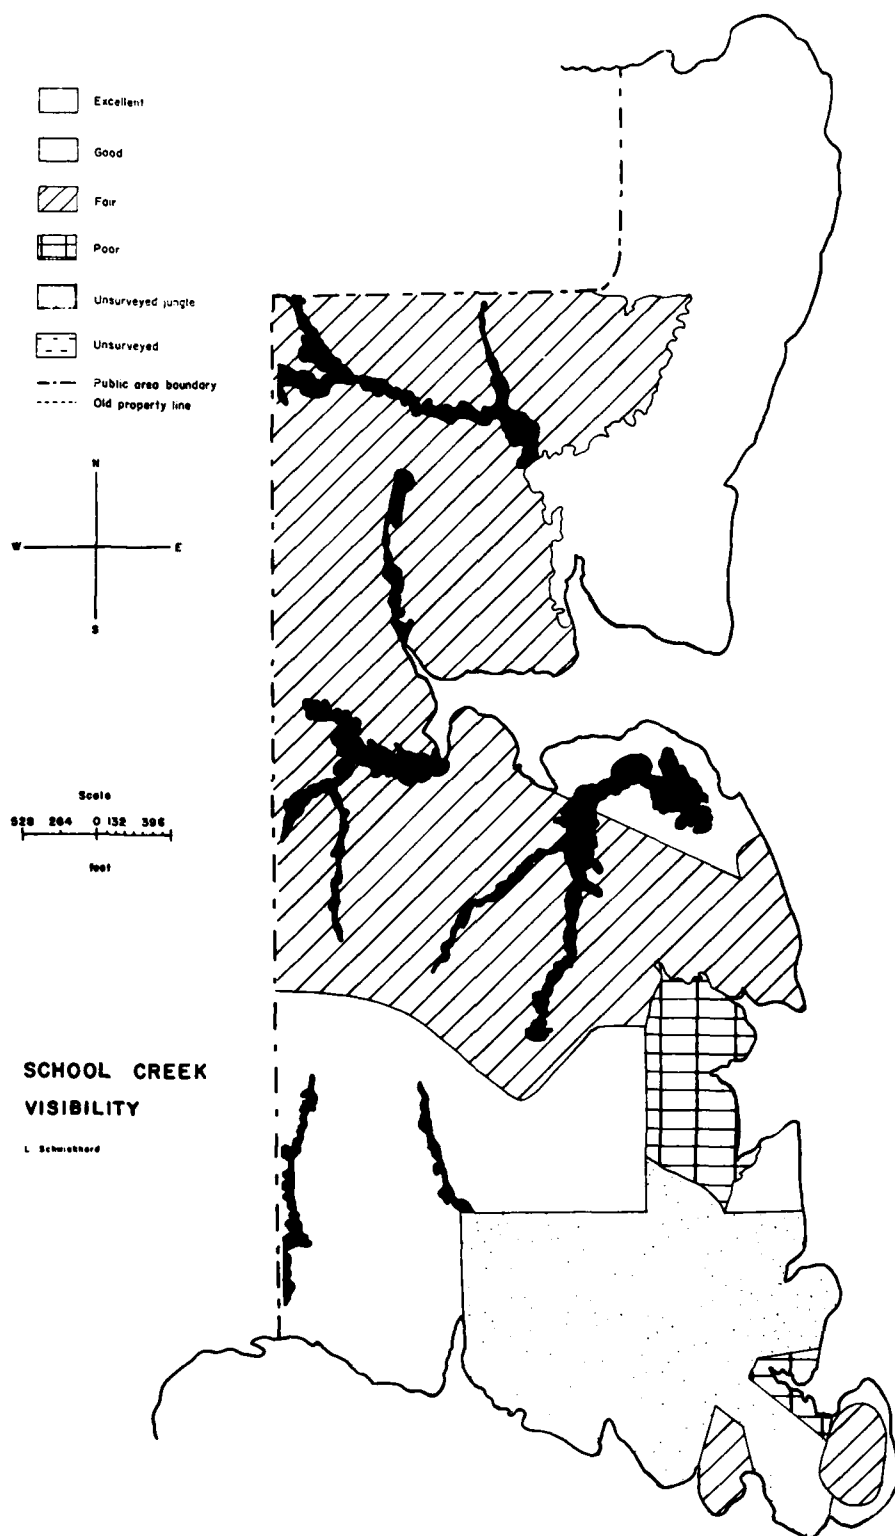 Excellent
Good
Fair
Poor
Unsurveyed jungle
Unsurveyed
Public area boundary
Old property line
N
W E
S
Scale
528 264 0 132 396
feet
SCHOOL CREEK
VISIBILITY
L